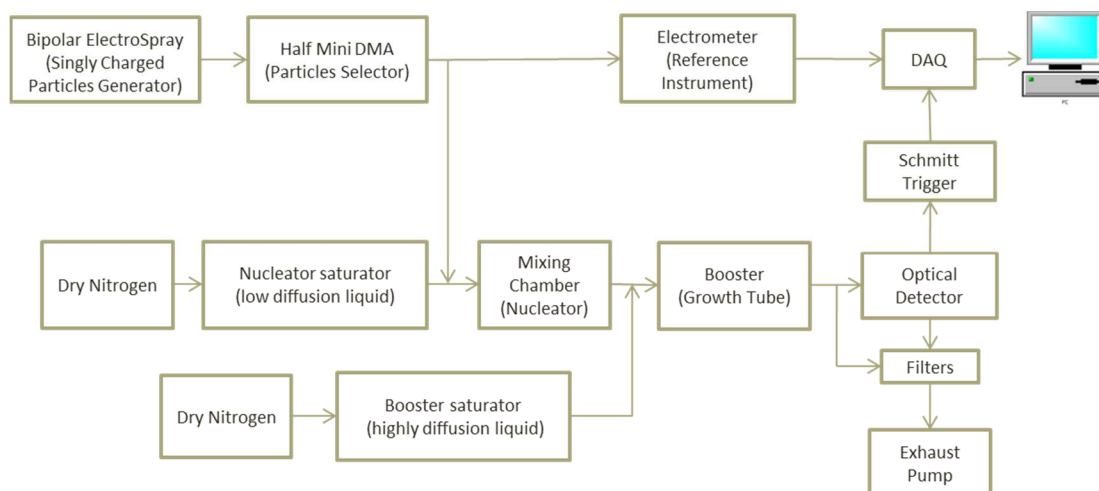 Bipolar ElectroSpray
(Singly Charged
Particles Generator)
Half Mini DMA
(Particles Selector)
Electrometer
(Reference
Instrument)
DAQ
PC
Schmitt
Trigger
Dry Nitrogen
Nucleator saturator
(low diffusion liquid)
Mixing
Chamber
(Nucleator)
Booster
(Growth Tube)
Optical
Detector
Filters
Dry Nitrogen
Booster saturator
(highly diffusion liquid)
Exhaust
Pump